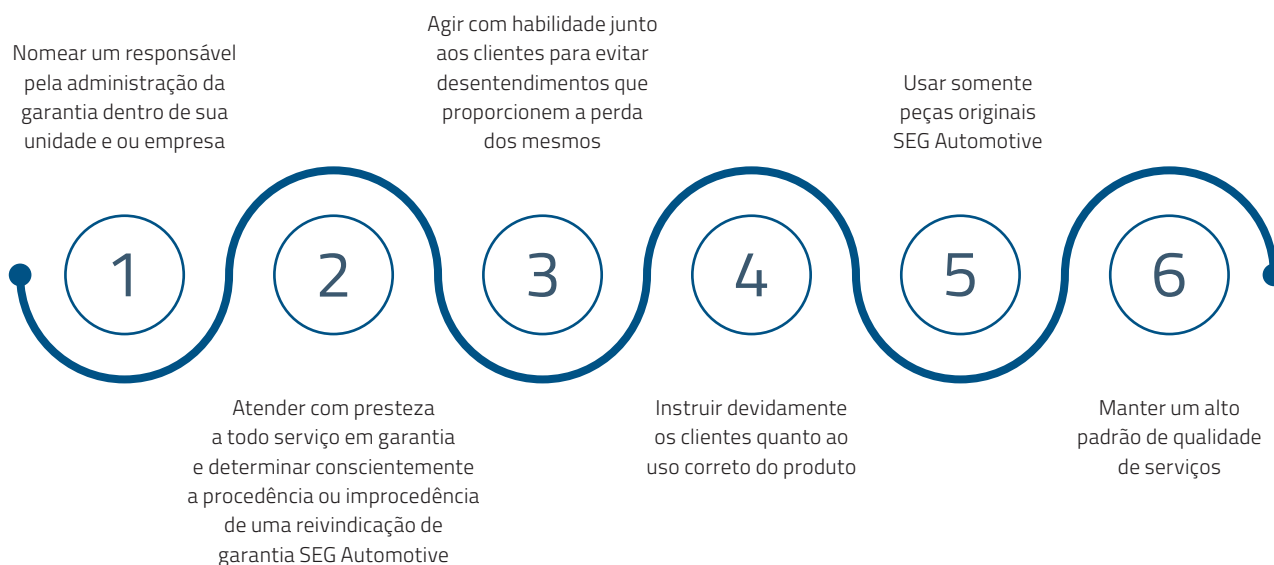 1
Nomear um responsável
pela administração da
garantia dentro de sua
unidade e ou empresa
2
Atender com presteza
a todo serviço em garantia
e determinar conscientemente
a procedência ou improcedência
de uma reivindicação de
garantia SEG Automotive
3
Agir com habilidade junto
aos clientes para evitar
desentendimentos que
proporcionem a perda
dos mesmos
4
Instruir devidamente
os clientes quanto ao
uso correto do produto
5
Usar somente
peças originais
SEG Automotive
6
Manter um alto
padrão de qualidade
de serviços